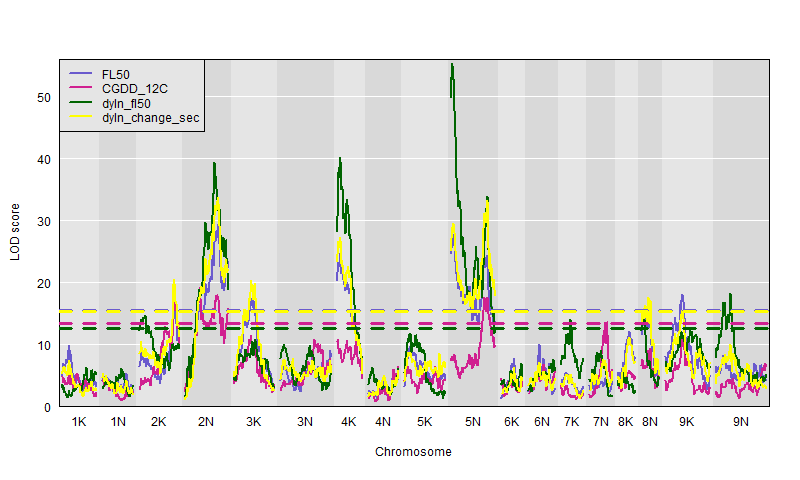 FL50
CGDD_12C
dyln_fl50
dyln_change_sec
LOD score
50
40
30
20
10
0
1K 1N 2K 2N 3K 3N 4K 4N 5K 5N 6K 6N 7K 7N 8K 8N 9K 9N
Chromosome